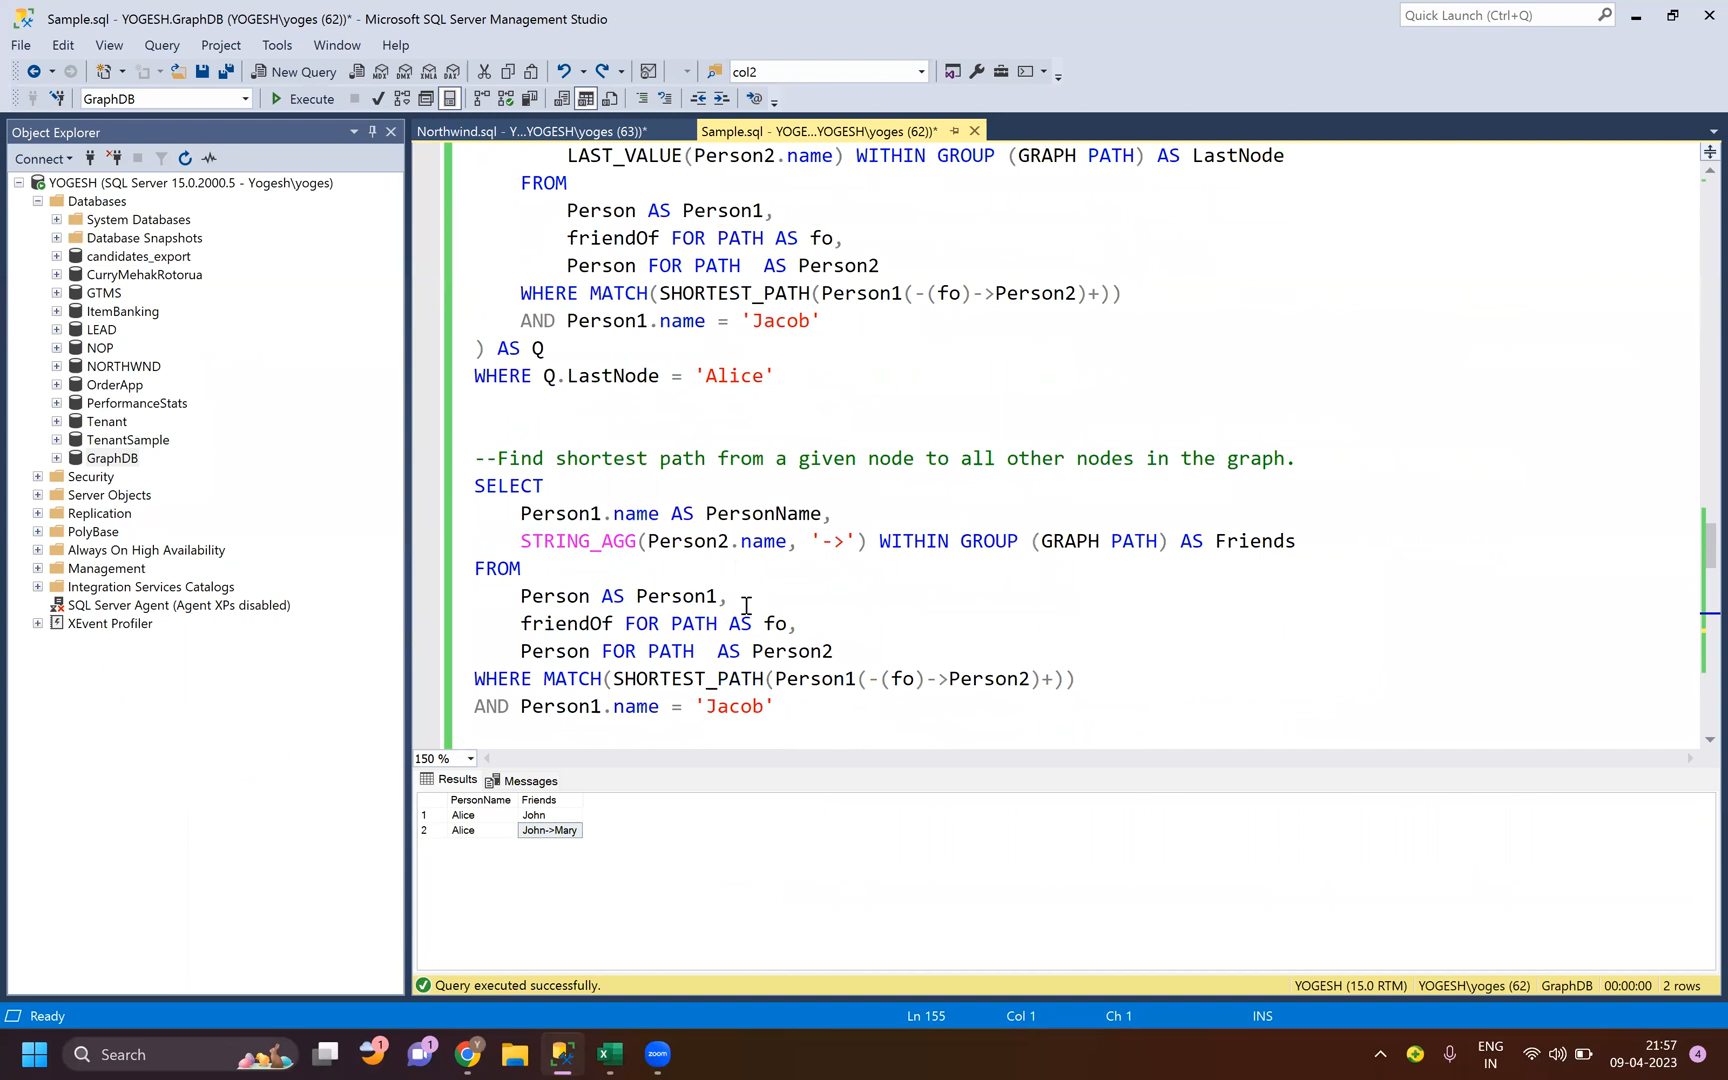 Sample.sql - YOGESH.GraphDB (YOGESH\yoges (62))* - Microsoft SQL Server Management Studio
Quick Launch (Ctrl+Q)
File Edit View Query Project Tools Window Help
New Query
col2
GraphDB
Execute
Object Explorer
Northwind.sql - Y...YOGESH\yoges (63))*
Sample.sql - YOGE...YOGESH\yoges (62))*
Connect
YOGESH (SQL Server 15.0.2000.5 - Yogesh\yoges)
Databases
System Databases
Database Snapshots
candidates_export
CurryMehakRotorua
GTMS
ItemBanking
LEAD
NOP
NORTHWND
OrderApp
PerformanceStats
Tenant
TenantSample
GraphDB
Security
Server Objects
Replication
PolyBase
Always On High Availability
Management
Integration Services Catalogs
SQL Server Agent (Agent XPs disabled)
XEvent Profiler
LAST_VALUE(Person2.name) WITHIN GROUP (GRAPH PATH) AS LastNode
FROM
Person AS Person1,
friendOf FOR PATH AS fo,
Person FOR PATH  AS Person2
WHERE MATCH(SHORTEST_PATH(Person1(-(fo)->Person2)+))
AND Person1.name = 'Jacob'
) AS Q
WHERE Q.LastNode = 'Alice'
--Find shortest path from a given node to all other nodes in the graph.
SELECT
Person1.name AS PersonName,
STRING_AGG(Person2.name, '->') WITHIN GROUP (GRAPH PATH) AS Friends
FROM
Person AS Person1,
friendOf FOR PATH AS fo,
Person FOR PATH  AS Person2
WHERE MATCH(SHORTEST_PATH(Person1(-(fo)->Person2)+))
AND Person1.name = 'Jacob'
150 %
Results Messages
PersonName Friends
1 Alice John
2 Alice John->Mary
Query executed successfully.
YOGESH (15.0 RTM) YOGESH\yoges (62) GraphDB 00:00:00 2 rows
Ready
Ln 155 Col 1 Ch 1 INS
Search
1
1
Y
zoom
ENG
IN
21:57
09-04-2023
4